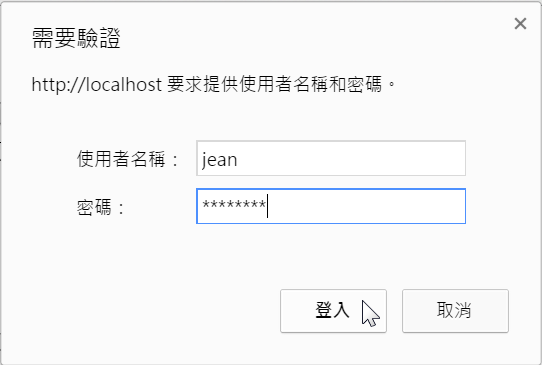 需要驗證
http://localhost 要求提供使用者名稱和密碼。
使用者名稱： jean
密碼： ********
登入 取消